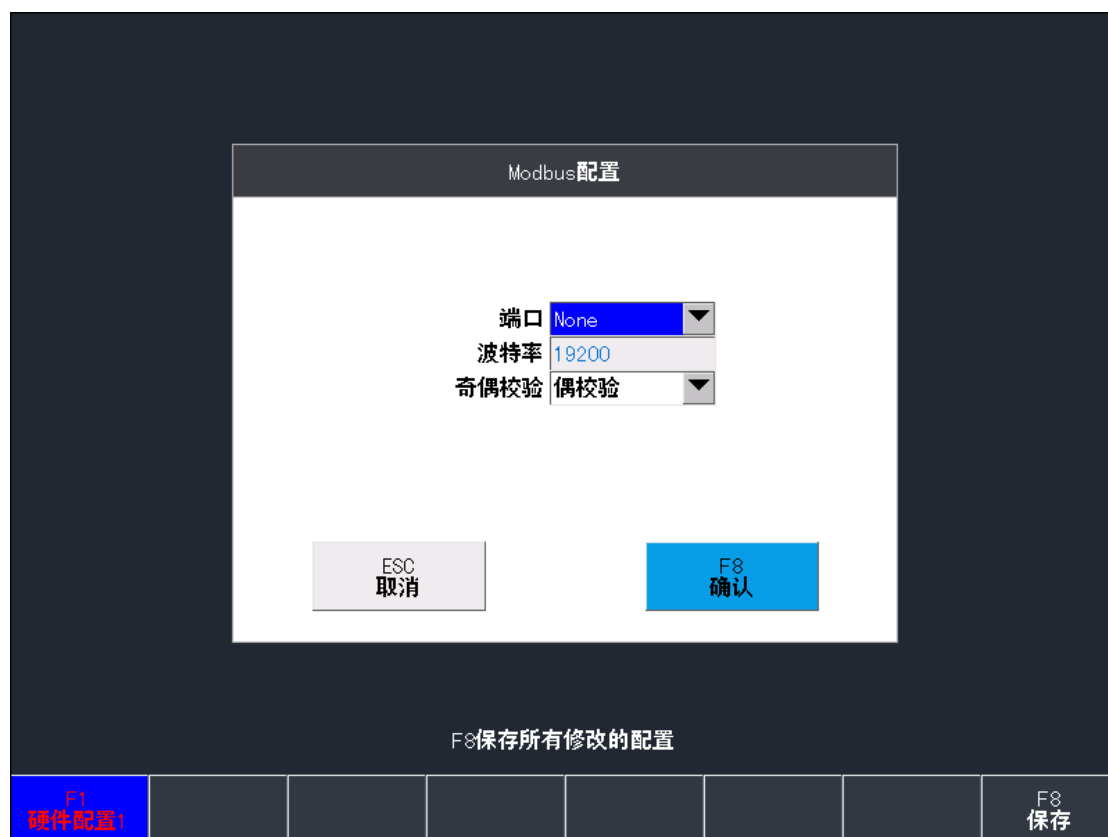 Modbus配置
端口 None
波特率 19200
奇偶校验 偶校验
ESC
取消
F8
确认
F8保存所有修改的配置
F1
硬件配置1
F8
保存